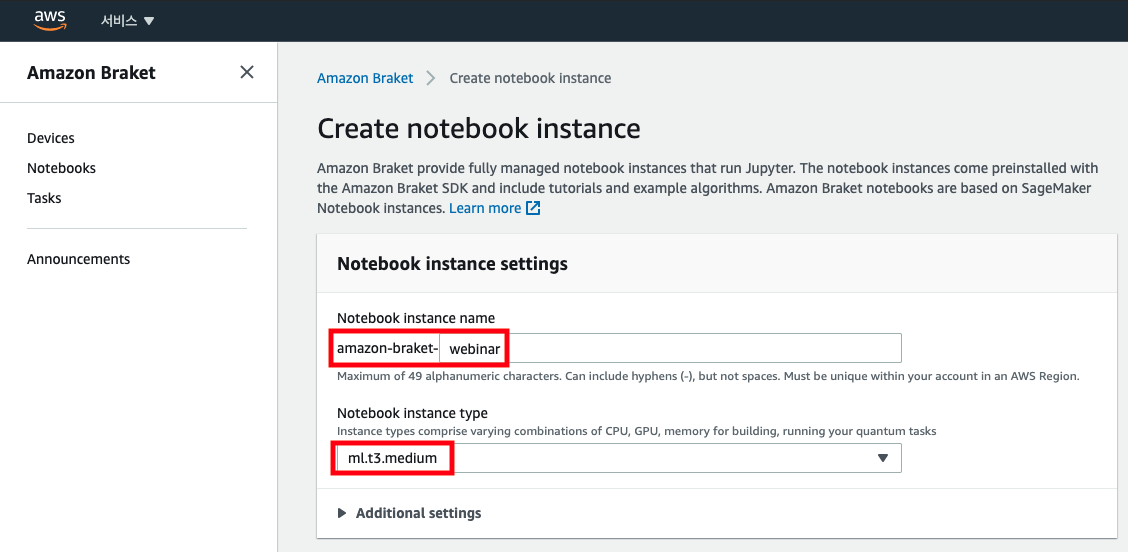 aws
서비스
Amazon Braket
Devices
Notebooks
Tasks
Announcements
Amazon Braket
Create notebook instance
Create notebook instance
Amazon Braket provide fully managed notebook instances that run Jupyter. The notebook instances come preinstalled with
the Amazon Braket SDK and include tutorials and example algorithms. Amazon Braket notebooks are based on SageMaker
Notebook instances. Learn more
Notebook instance settings
Notebook instance name
amazon-braket- webinar
Maximum of 49 alphanumeric characters. Can include hyphens (-), but not spaces. Must be unique within your account in an AWS Region.
Notebook instance type
Instance types comprise varying combinations of CPU, GPU, memory for building, running your quantum tasks
ml.t3.medium
Additional settings